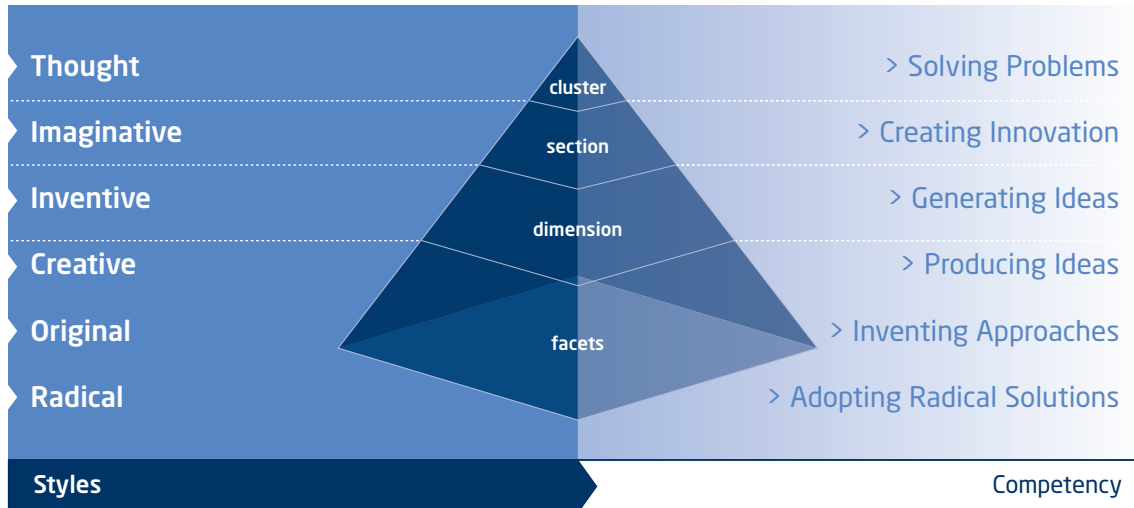 Thought
cluster
> Solving Problems
Imaginative
section
> Creating Innovation
Inventive
dimension
> Generating Ideas
Creative
> Producing Ideas
Original
facets
> Inventing Approaches
Radical
> Adopting Radical Solutions
Styles
Competency